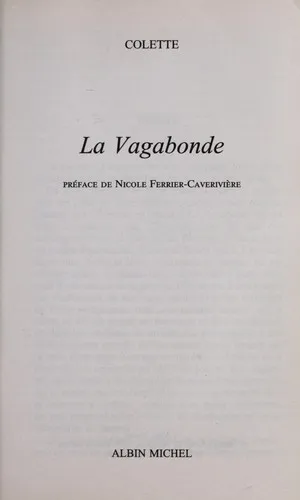 COLETTE
La Vagabonde
PRÉFACE DE NICOLE FERRIER-CAVERIVIÈRE
ALBIN MICHEL